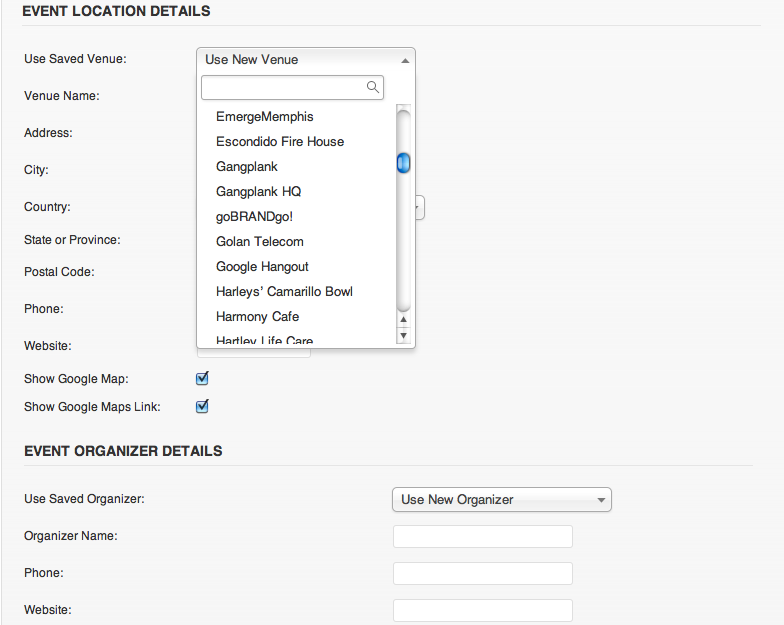 EVENT LOCATION DETAILS
Use Saved Venue:
Use New Venue
Venue Name:
Address:
City:
Country:
State or Province:
Postal Code:
Phone:
Website:
EmergeMemphis
Escondido Fire House
Gangplank
Gangplank HQ
goBRANDgo!
Golan Telecom
Google Hangout
Harleys’ Camarillo Bowl
Harmony Cafe
Hartley Life Care
Show Google Map:
Show Google Maps Link:
EVENT ORGANIZER DETAILS
Use Saved Organizer:
Use New Organizer
Organizer Name:
Phone:
Website: